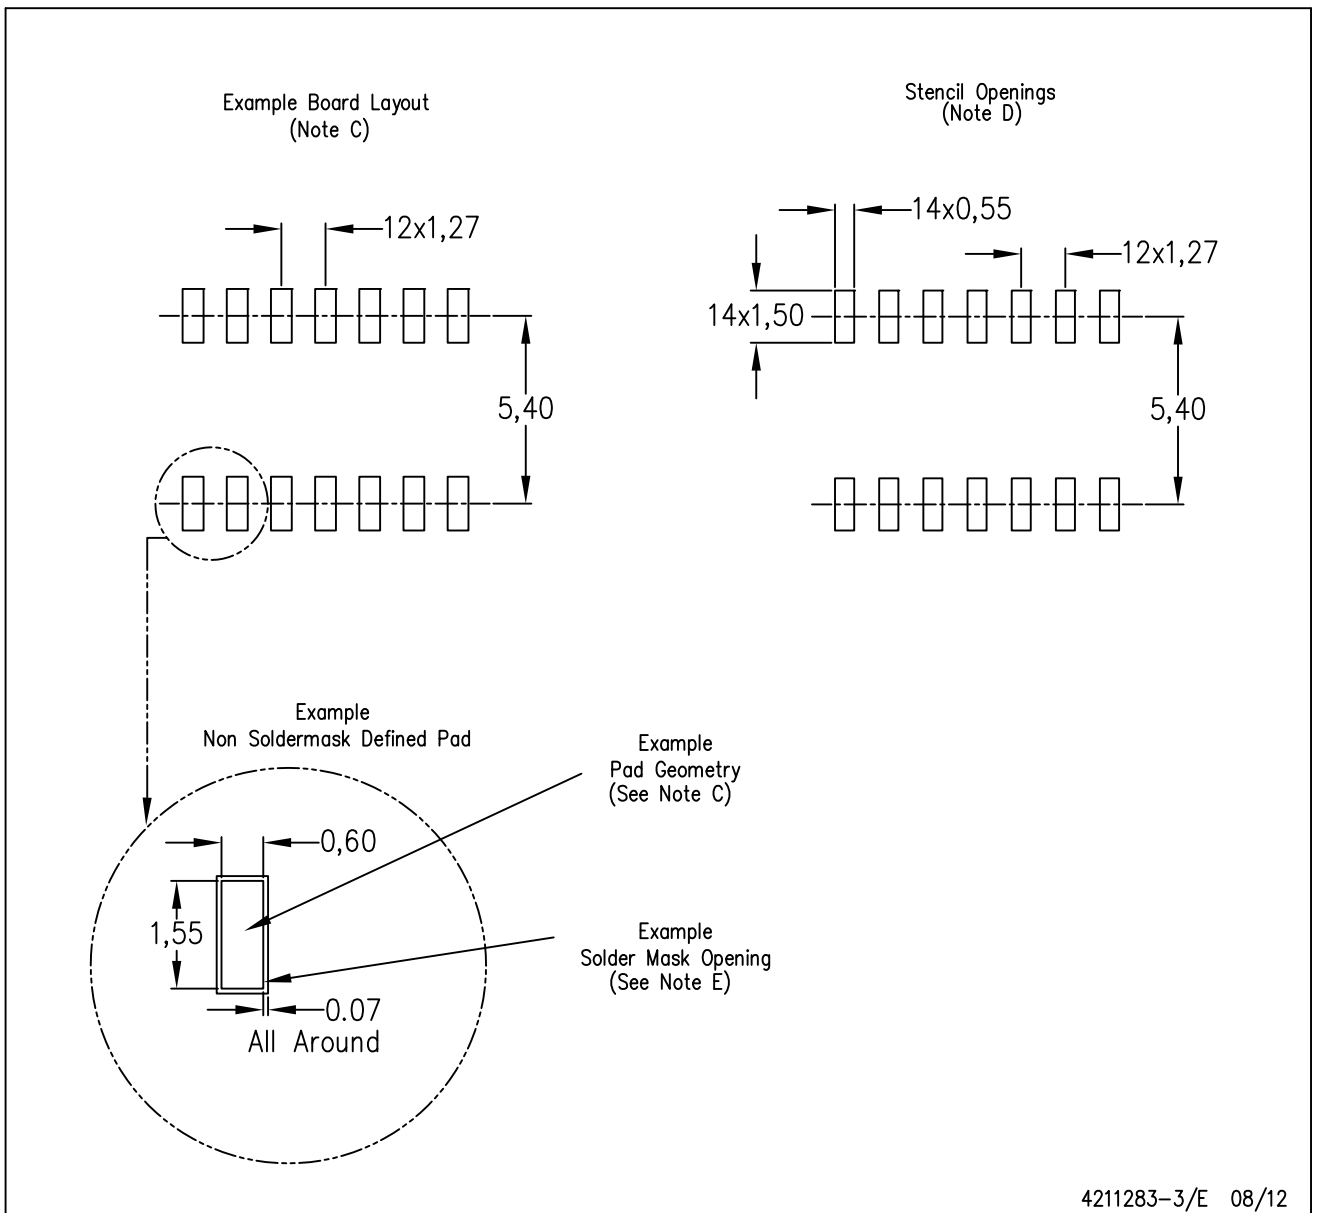 Example Board Layout
(Note C)
Stencil Openings
(Note D)
12x1,27
5,40
14x0,55
12x1,27
14x1,50
5,40
Example
Non Soldermask Defined Pad
Example
Pad Geometry
(See Note C)
0,60
1,55
Example
Solder Mask Opening
(See Note E)
0.07
All Around
4211283-3/E 08/12